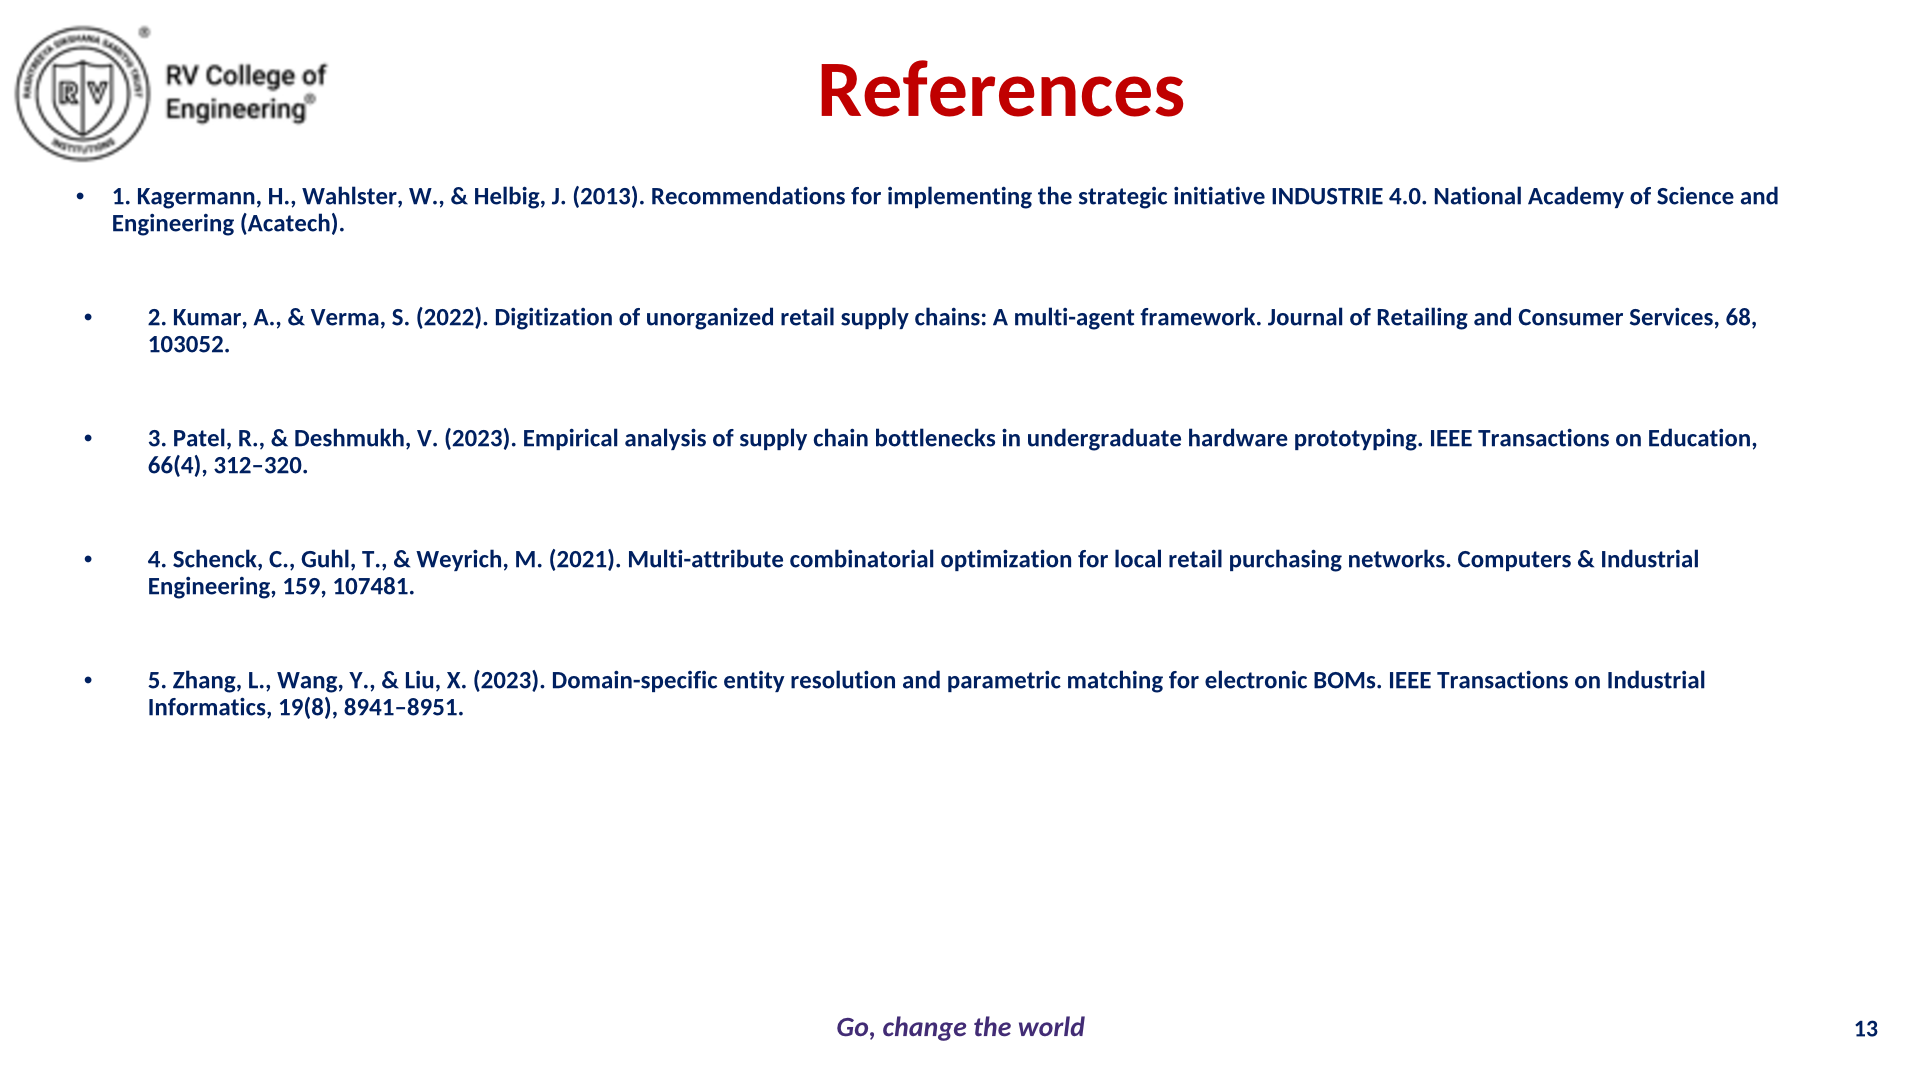 RASHTREEYA SIKSHANA SAMITHI TRUST
RV
INSTITUTIONS
®
RV College of
Engineering®
References
• 1. Kagermann, H., Wahlster, W., & Helbig, J. (2013). Recommendations for implementing the strategic initiative INDUSTRIE 4.0. National Academy of Science and
Engineering (Acatech).
• 2. Kumar, A., & Verma, S. (2022). Digitization of unorganized retail supply chains: A multi-agent framework. Journal of Retailing and Consumer Services, 68,
103052.
• 3. Patel, R., & Deshmukh, V. (2023). Empirical analysis of supply chain bottlenecks in undergraduate hardware prototyping. IEEE Transactions on Education,
66(4), 312–320.
• 4. Schenck, C., Guhl, T., & Weyrich, M. (2021). Multi-attribute combinatorial optimization for local retail purchasing networks. Computers & Industrial
Engineering, 159, 107481.
• 5. Zhang, L., Wang, Y., & Liu, X. (2023). Domain-specific entity resolution and parametric matching for electronic BOMs. IEEE Transactions on Industrial
Informatics, 19(8), 8941–8951.
Go, change the world
13